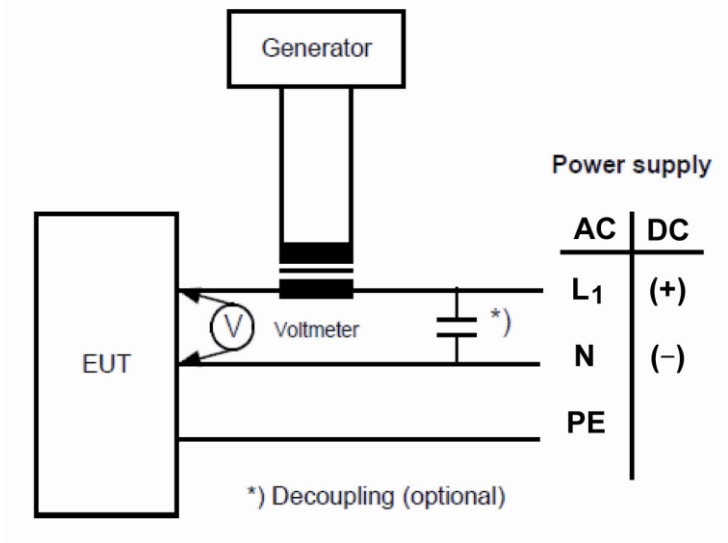 Generator
Power supply
AC DC
L1 (+)
*)
V Voltmeter
N (−)
EUT
PE
*) Decoupling (optional)